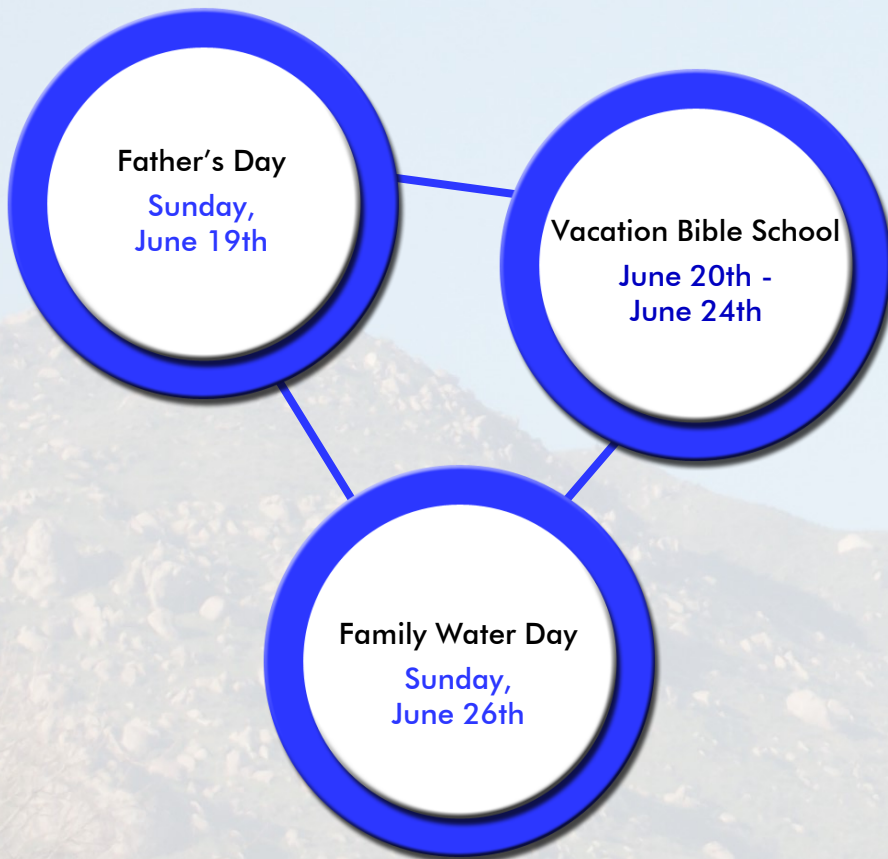 Father’s Day
Sunday,
June 19th
Vacation Bible School
June 20th -
June 24th
Family Water Day
Sunday,
June 26th